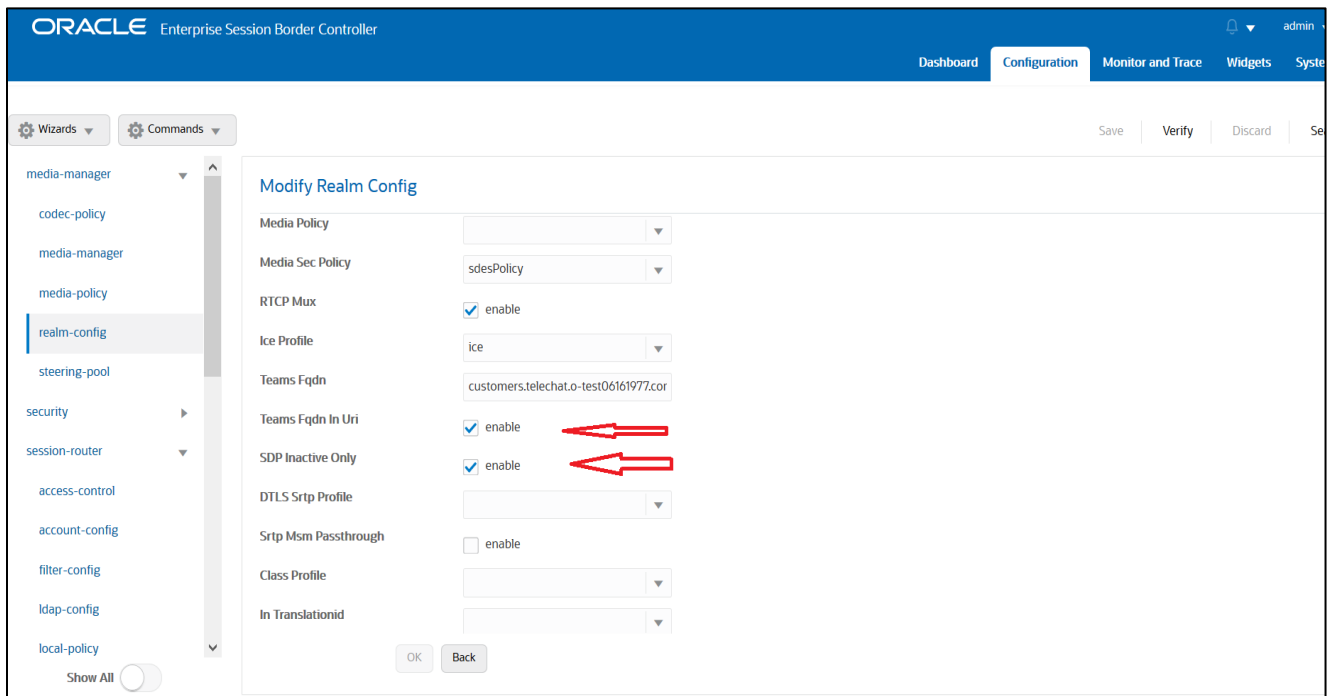 ORACLE Enterprise Session Border Controller
admin
Dashboard Configuration Monitor and Trace Widgets Syste
Wizards Commands Save Verify Discard Sea
media-manager
codec-policy
media-manager
media-policy
realm-config
steering-pool
security
session-router
access-control
account-config
filter-config
ldap-config
local-policy
Show All
Modify Realm Config
Media Policy
Media Sec Policy sdesPolicy
RTCP Mux enable
Ice Profile ice
Teams Fqdn customers.telechat.o-test06161977.cor
Teams Fqdn In Uri enable
SDP Inactive Only enable
DTLS Srtp Profile
Srtp Msm Passthrough enable
Class Profile
In Translationid
OK Back